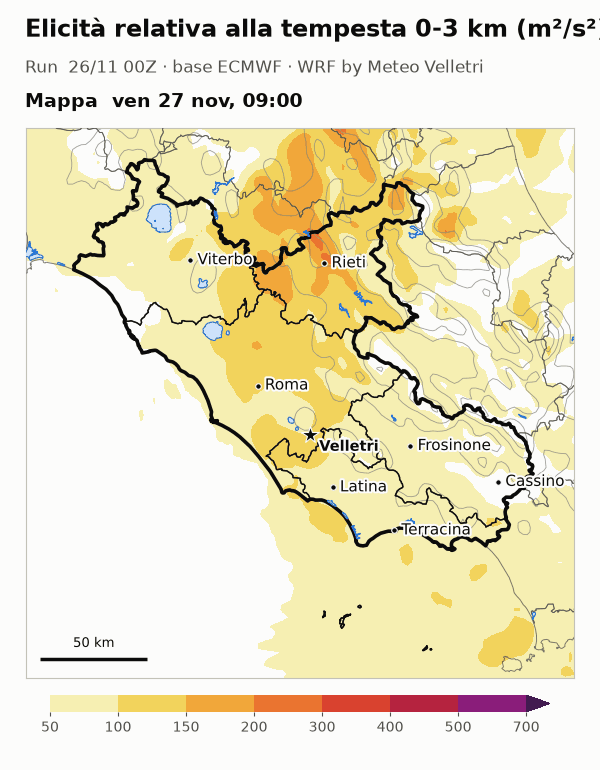 Elicità relativa alla tempesta 0-3 km (m²/s²)
Run 26/11 00Z · base ECMWF · WRF by Meteo Velletri
Mappa ven 27 nov, 09:00
Viterbo
Rieti
Roma
Velletri
Frosinone
Cassino
Latina
Terracina
50 km
50 100 150 200 300 400 500 700